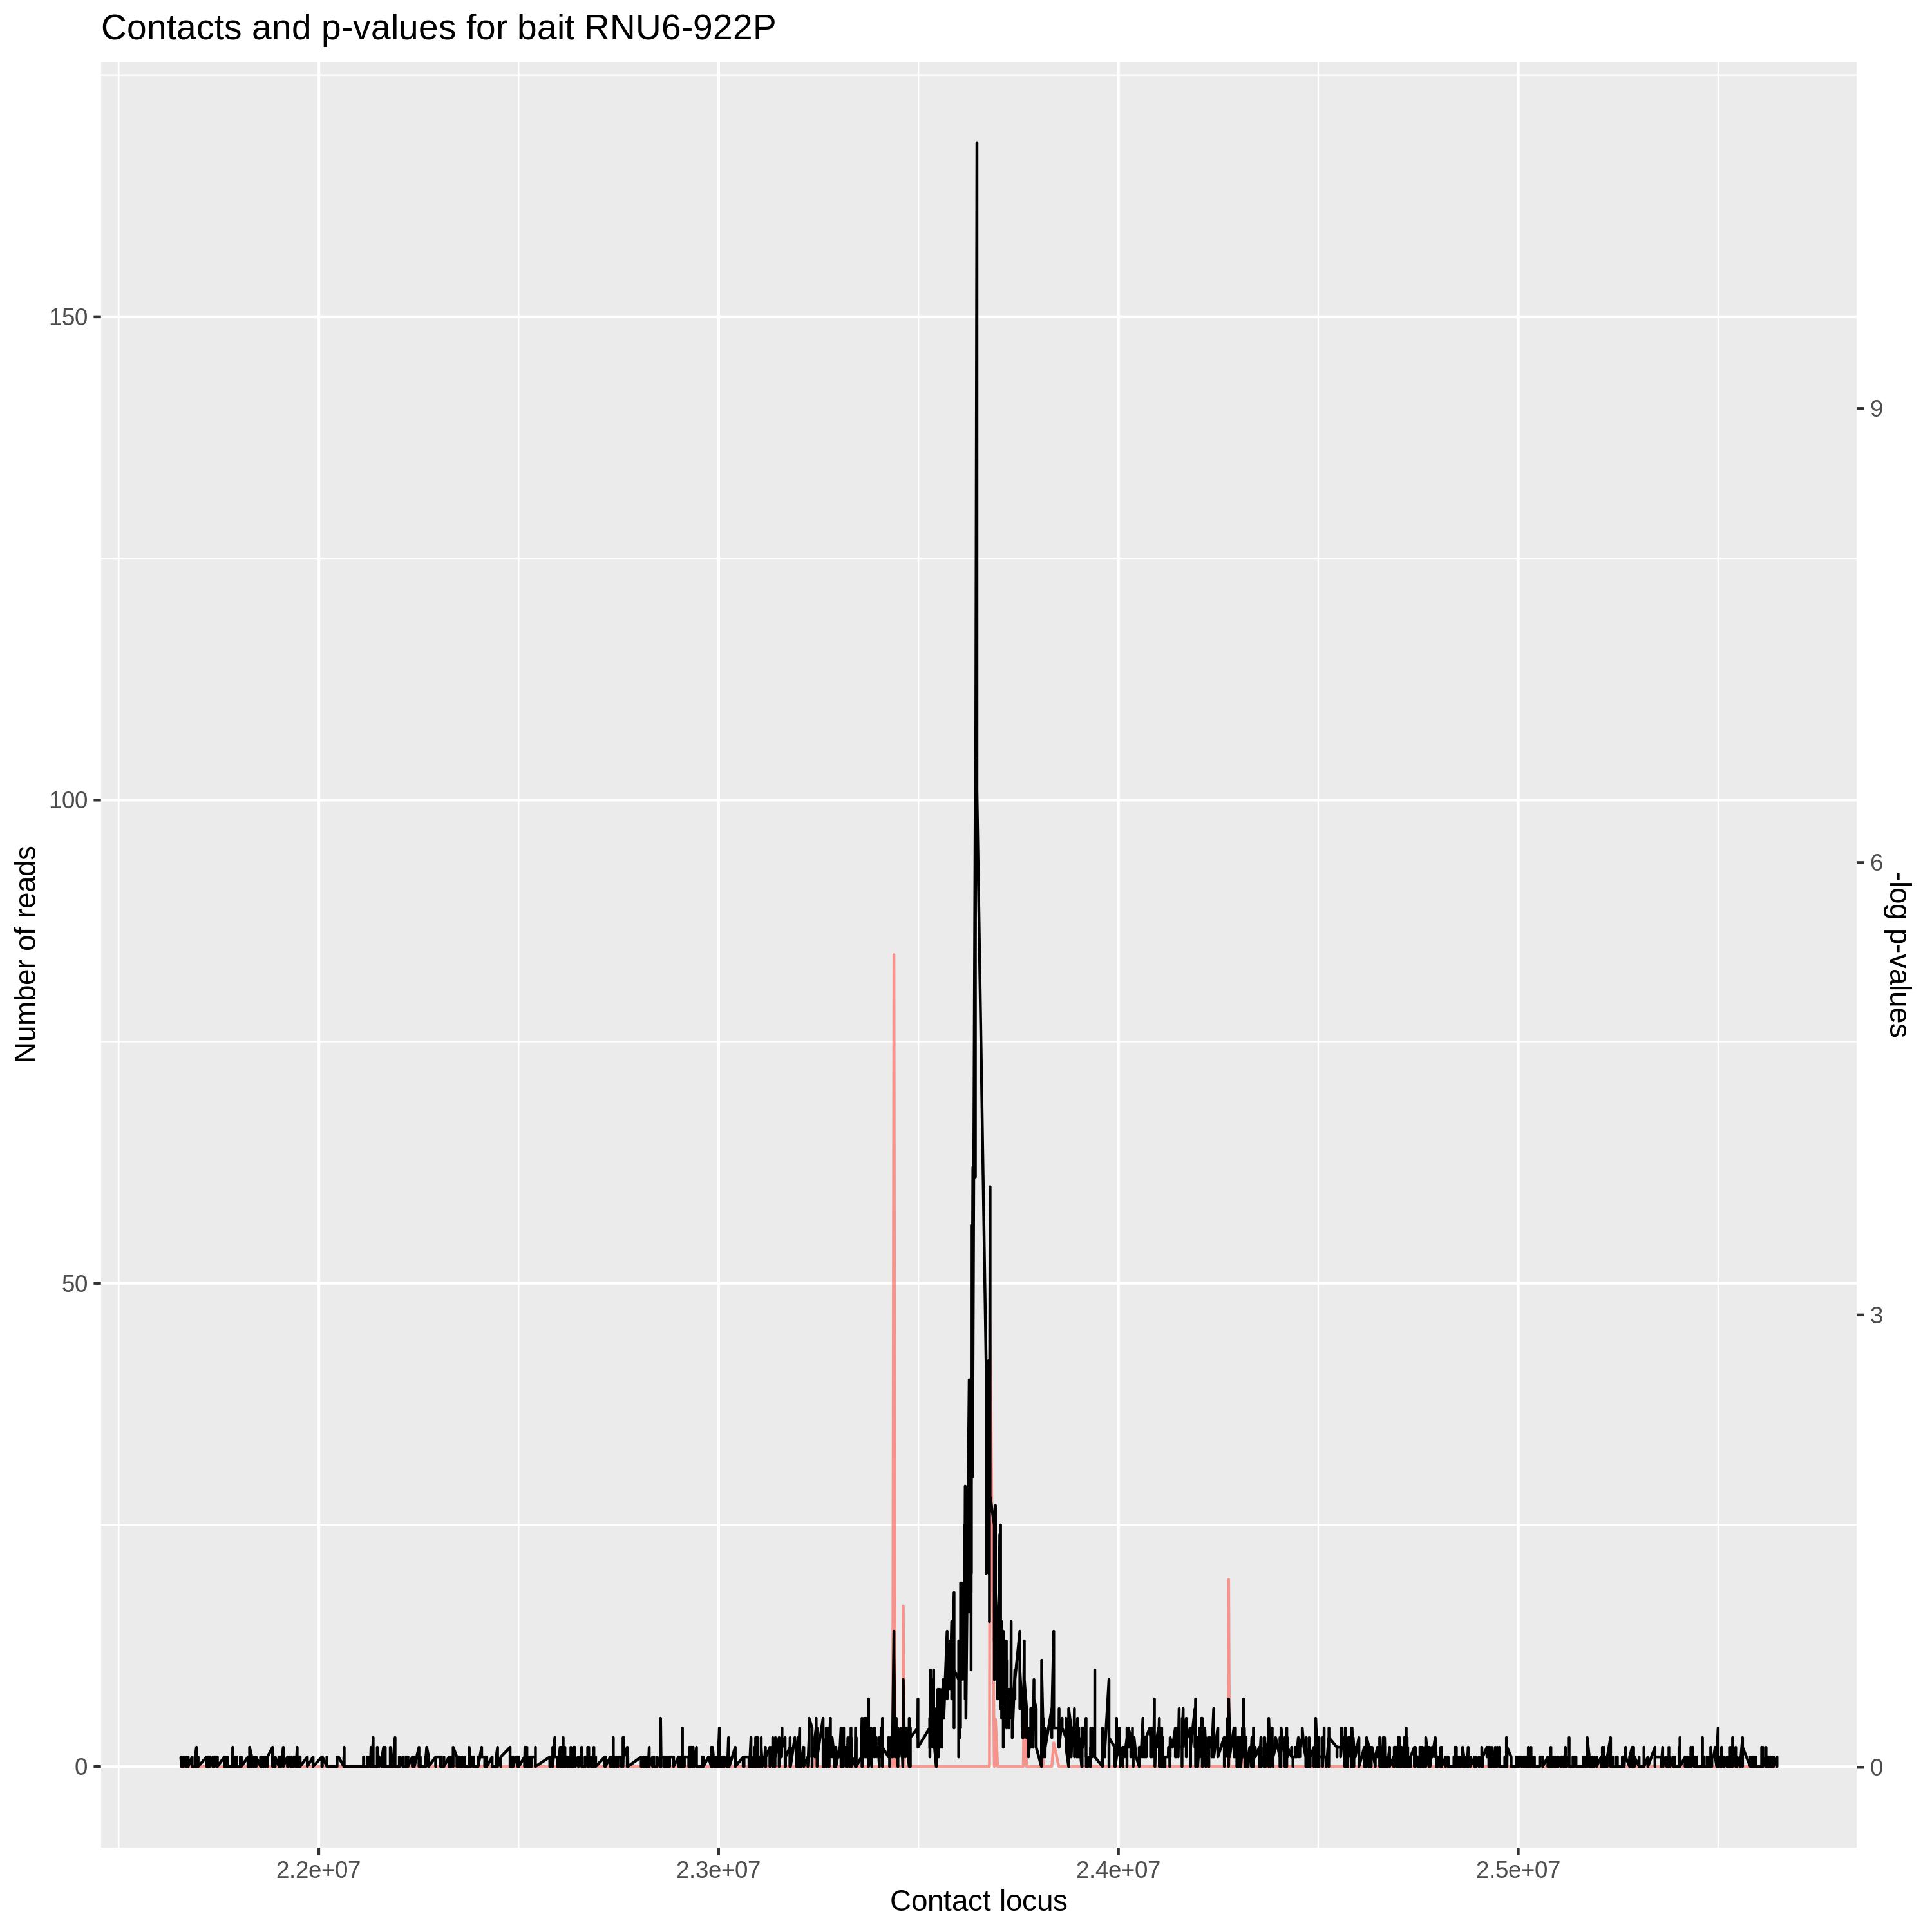 Contacts and p-values for bait RNU6-922P
150
100
50
0
Number of reads
9
6
3
0
-log p-values
2.2e+07
2.3e+07
2.4e+07
2.5e+07
Contact locus